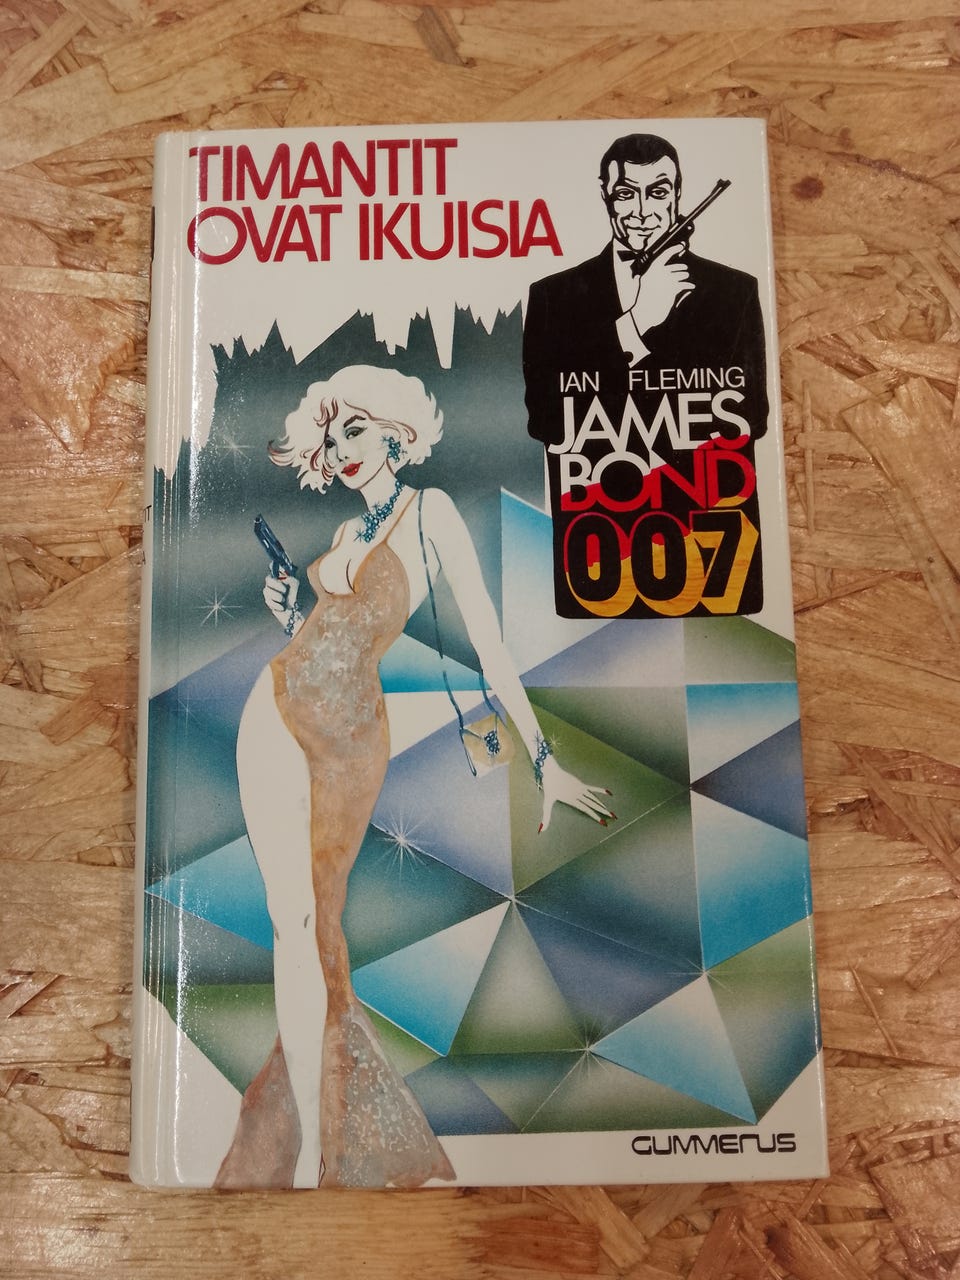 TIMANTIT
OVAT IKUISIA
IAN FLEMING
JAMES
BOND
007
GUMMERUS